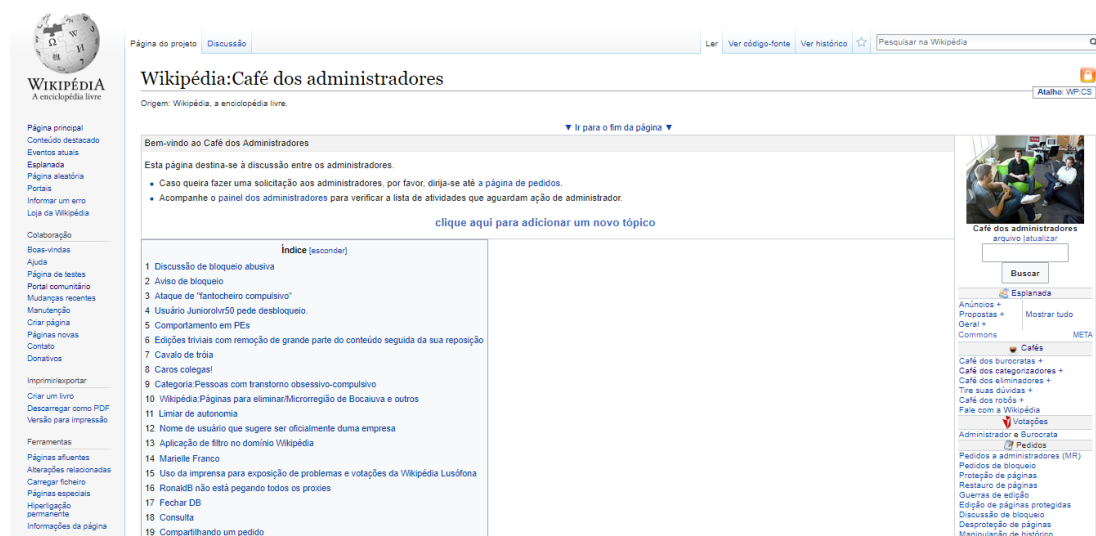 WIKIPÉDIA
A enciclopédia livre
Página principal
Conteúdo destacado
Eventos atuais
Esplanada
Página aleatória
Portais
Informar um erro
Loja da Wikipédia
Colaboração
Boas-vindas
Ajuda
Página de testes
Portal comunitário
Mudanças recentes
Manutenção
Criar página
Páginas novas
Contato
Donativos
Imprimir/exportar
Criar um livro
Descarregar como PDF
Versão para impressão
Ferramentas
Páginas afluentes
Alterações relacionadas
Carregar ficheiro
Páginas especiais
Hiperligação
permanente
Informações da página
Página do projeto Discussão
Ler Ver código-fonte Ver histórico Pesquisar na Wikipédia
Wikipédia:Café dos administradores
Origem: Wikipédia, a enciclopédia livre.
Atalho: WP:CS
▼ Ir para o fim da página ▼
Bem-vindo ao Café dos Administradores
Esta página destina-se à discussão entre os administradores.
• Caso queira fazer uma solicitação aos administradores, por favor, dirija-se até a página de pedidos.
• Acompanhe o painel dos administradores para verificar a lista de atividades que aguardam ação de administrador.
clique aqui para adicionar um novo tópico
Índice [esconder]
1 Discussão de bloqueio abusiva
2 Aviso de bloqueio
3 Ataque de "fantocheiro compulsivo"
4 Usuário Juniorolvr50 pede desbloqueio.
5 Comportamento em PEs
6 Edições triviais com remoção de grande parte do conteúdo seguida da sua reposição
7 Cavalo de tróia
8 Caros colegas!
9 Categoria:Pessoas com transtorno obsessivo-compulsivo
10 Wikipédia:Páginas para eliminar/Microrregião de Bocaiuva e outros
11 Limiar de autonomia
12 Nome de usuário que sugere ser oficialmente duma empresa
13 Aplicação de filtro no domínio Wikipédia
14 Marielle Franco
15 Uso da imprensa para exposição de problemas e votações da Wikipédia Lusófona
16 RonaldB não está pegando todos os proxies
17 Fechar DB
18 Consulta
19 Compartilhando um pedido
Café dos administradores
arquivo |atualizar
Buscar
Esplanada
Anúncios +
Propostas + Mostrar tudo
Geral +
Commons META
Cafés
Café dos burocratas +
Café dos categorizadores +
Café dos eliminadores +
Tire suas dúvidas +
Café dos robôs +
Fale com a Wikipédia
Votações
Administrador e Burocrata
Pedidos
Pedidos a administradores (MR)
Pedidos de bloqueio
Proteção de páginas
Restauro de páginas
Guerras de edição
Edição de páginas protegidas
Discussão de bloqueio
Desproteção de páginas
Manipulação de histórico